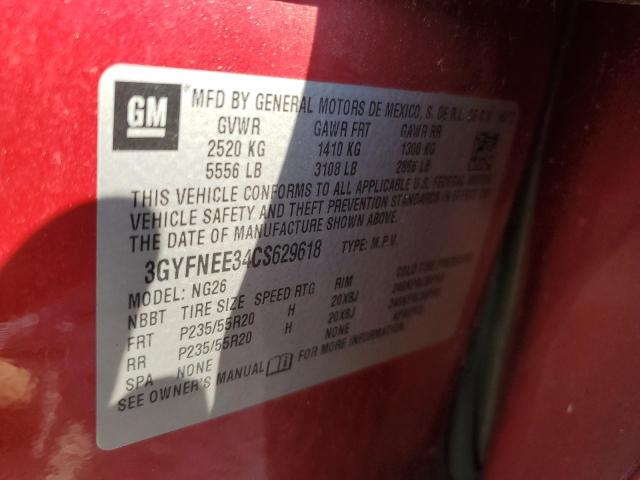 GM
MFD BY GENERAL MOTORS DE MEXICO, S. DE R.L.
GVWR GAWR FRT GAWR RR
2520 KG 1410 KG 1300 KG
5556 LB 3108 LB 2866 LB
THIS VEHICLE CONFORMS TO ALL APPLICABLE U.S. FEDERAL
VEHICLE SAFETY AND THEFT PREVENTION STANDARDS IN EFFECT ON
THE DATE OF MANUFACTURE SHOWN ABOVE.
3GYFNEE34CS629618 TYPE: M.P.V.
MODEL: NG26
NBBT TIRE SIZE SPEED RTG RIM COLD TIRE PRESSURE
FRT P235/55R20 H 20X8J
RR P235/55R20 H 20X8J
SPA NONE NONE
SEE OWNER'S MANUAL FOR MORE INFORMATION.